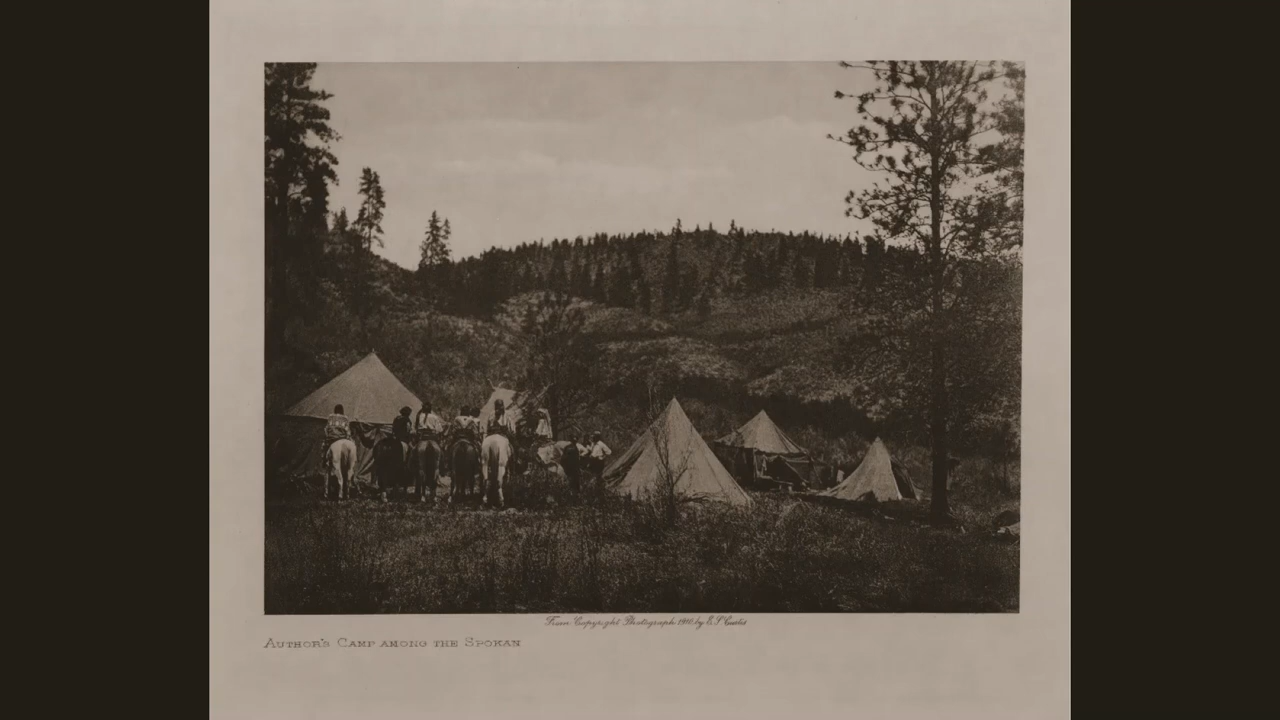 From Copyright Photograph 1910 by E. S. Curtis
Author's Camp among the Spokan